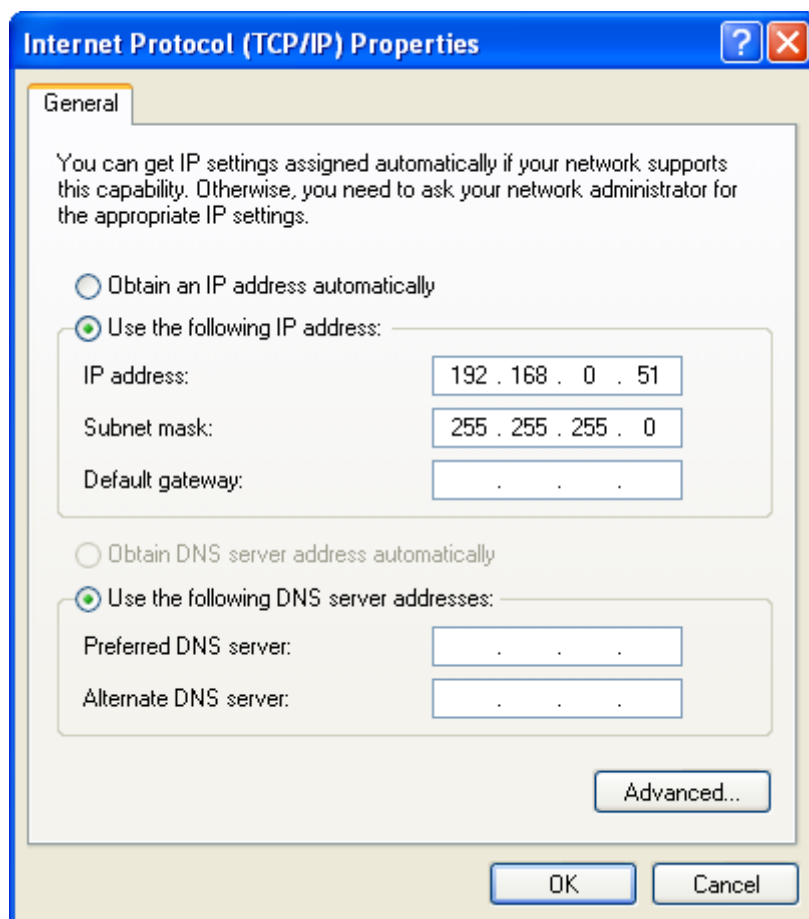 Internet Protocol (TCP/IP) Properties
?
General
You can get IP settings assigned automatically if your network supports
this capability. Otherwise, you need to ask your network administrator for
the appropriate IP settings.
Obtain an IP address automatically
Use the following IP address:
IP address: 192 . 168 . 0 . 51
Subnet mask: 255 . 255 . 255 . 0
Default gateway: . . .
Obtain DNS server address automatically
Use the following DNS server addresses:
Preferred DNS server: . . .
Alternate DNS server: . . .
Advanced...
OK Cancel